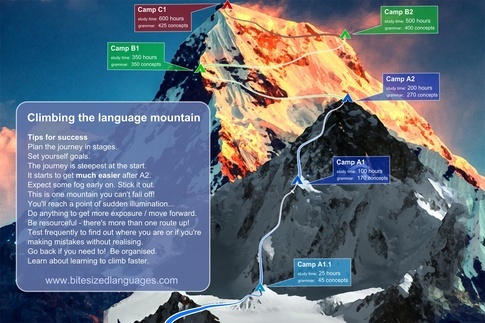 Camp C1
study time: 600 hours
grammar: 425 concepts
Camp B2
study time: 500 hours
grammar: 400 concepts
Camp B1
study time: 350 hours
grammar: 350 concepts
Camp A2
study time: 200 hours
grammar: 270 concepts
Climbing the language mountain
Tips for success
Plan the journey in stages.
Set yourself goals.
The journey is steepest at the start.
It starts to get much easier after A2.
Expect some fog early on. Stick it out.
This is one mountain you can't fall off!
You'll reach a point of sudden illumination...
Do anything to get more exposure / move forward.
Be resourceful - there's more than one route up!
Test frequently to find out where you are or if you're
making mistakes without realising.
Go back if you need to! Be organised.
Learn about learning to climb faster.
www.bitesizedlanguages.com
Camp A1
study time: 100 hours
grammar: 170 concepts
Camp A1.1
study time: 25 hours
grammar: 45 concepts